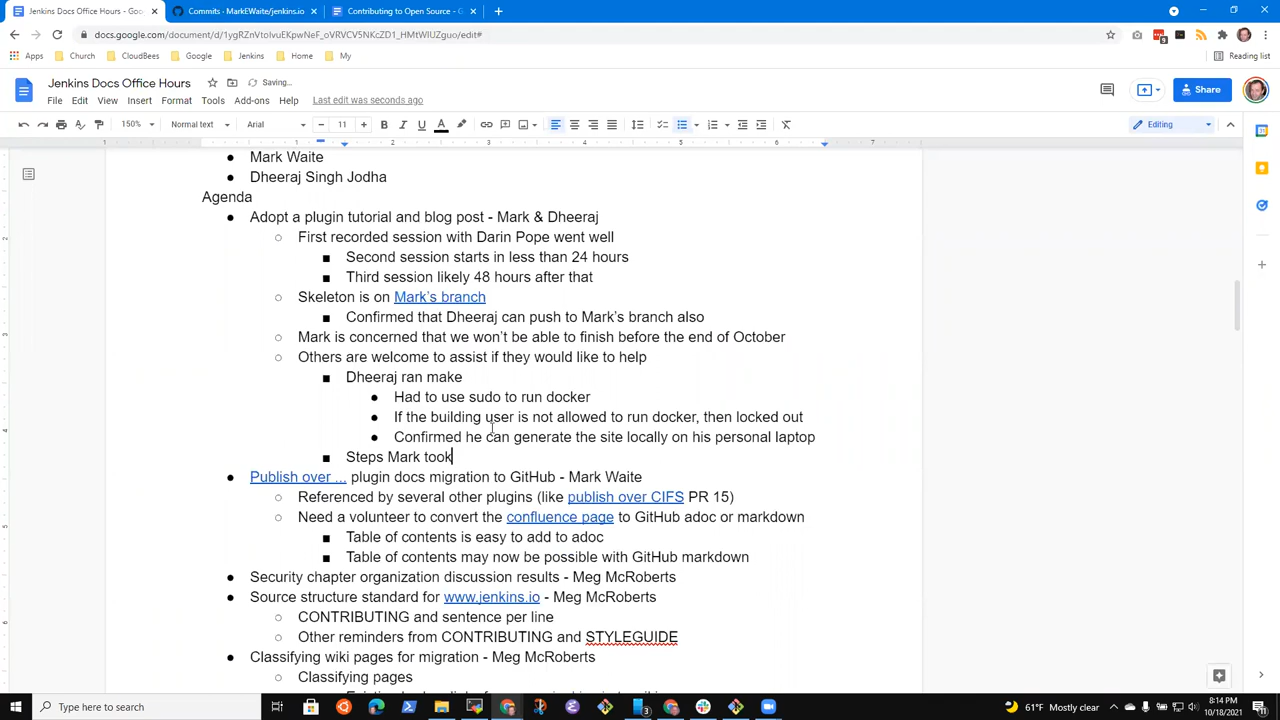 Jenkins Docs Office Hours - Goo
Commits · MarkEWaite/jenkins.io
Contributing to Open Source - G
docs.google.com/document/d/1ygRZnVtoIvuEKpwNeF_oVRVCV5NKcZD1_HMtWIUZguo/edit#
Apps
Church
CloudBees
Google
Jenkins
Home
My
Reading list
Jenkins Docs Office Hours
Saving...
File Edit View Insert Format Tools Add-ons Help Last edit was seconds ago
Share
150% Normal text Arial 11 Editing
Mark Waite
Dheeraj Singh Jodha
Agenda
Adopt a plugin tutorial and blog post - Mark & Dheeraj
First recorded session with Darin Pope went well
Second session starts in less than 24 hours
Third session likely 48 hours after that
Skeleton is on Mark's branch
Confirmed that Dheeraj can push to Mark's branch also
Mark is concerned that we won't be able to finish before the end of October
Others are welcome to assist if they would like to help
Dheeraj ran make
Had to use sudo to run docker
If the building user is not allowed to run docker, then locked out
Confirmed he can generate the site locally on his personal laptop
Steps Mark took
Publish over ... plugin docs migration to GitHub - Mark Waite
Referenced by several other plugins (like publish over CIFS PR 15)
Need a volunteer to convert the confluence page to GitHub adoc or markdown
Table of contents is easy to add to adoc
Table of contents may now be possible with GitHub markdown
Security chapter organization discussion results - Meg McRoberts
Source structure standard for www.jenkins.io - Meg McRoberts
CONTRIBUTING and sentence per line
Other reminders from CONTRIBUTING and STYLEGUIDE
Classifying wiki pages for migration - Meg McRoberts
Classifying pages
Type here to search
61°F Mostly clear
8:14 PM
10/18/2021